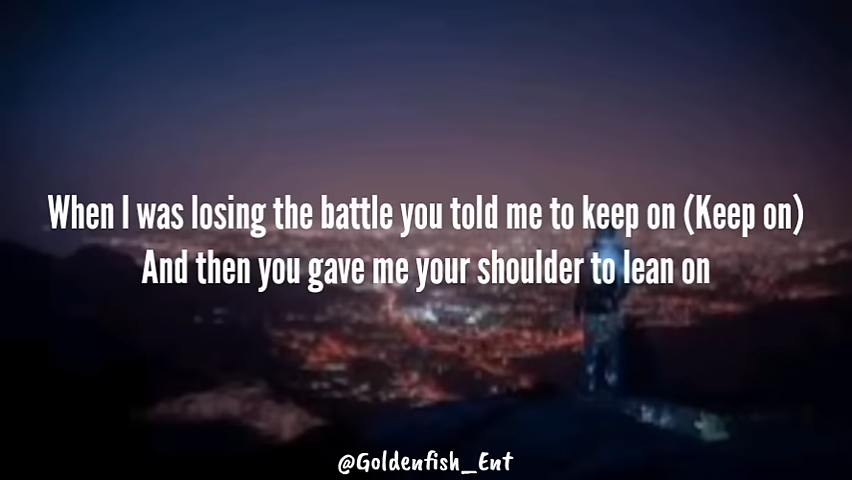 When I was losing the battle you told me to keep on (Keep on)
And then you gave me your shoulder to lean on
@Goldenfish_Ent